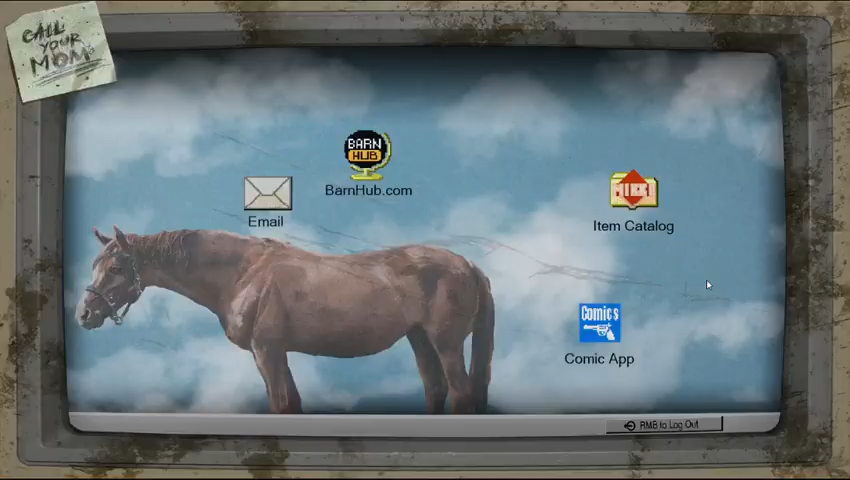 CALL
YOUR
MOM
BARN
HUB
BarnHub.com
Email
Item Catalog
Comics
Comic App
RMB to Log Out